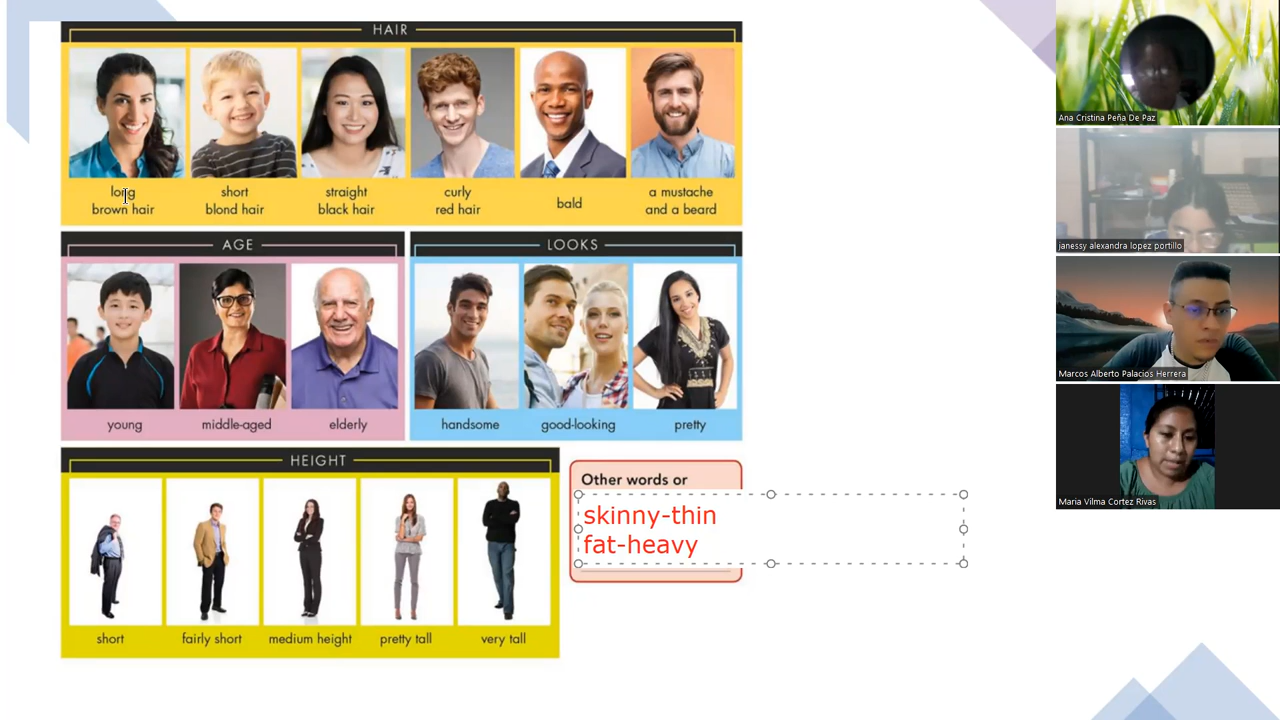 HAIR
long
brown hair
short
blond hair
straight
black hair
curly
red hair
bald
a mustache
and a beard
AGE
young
middle-aged
elderly
LOOKS
handsome
good-looking
pretty
HEIGHT
short
fairly short
medium height
pretty tall
very tall
Other words or
skinny-thin
fat-heavy
Ana Cristina Peña De Paz
janessy alexandra lopez portillo
Marcos Alberto Palacios Herrera
Maria Vilma Cortez Rivas